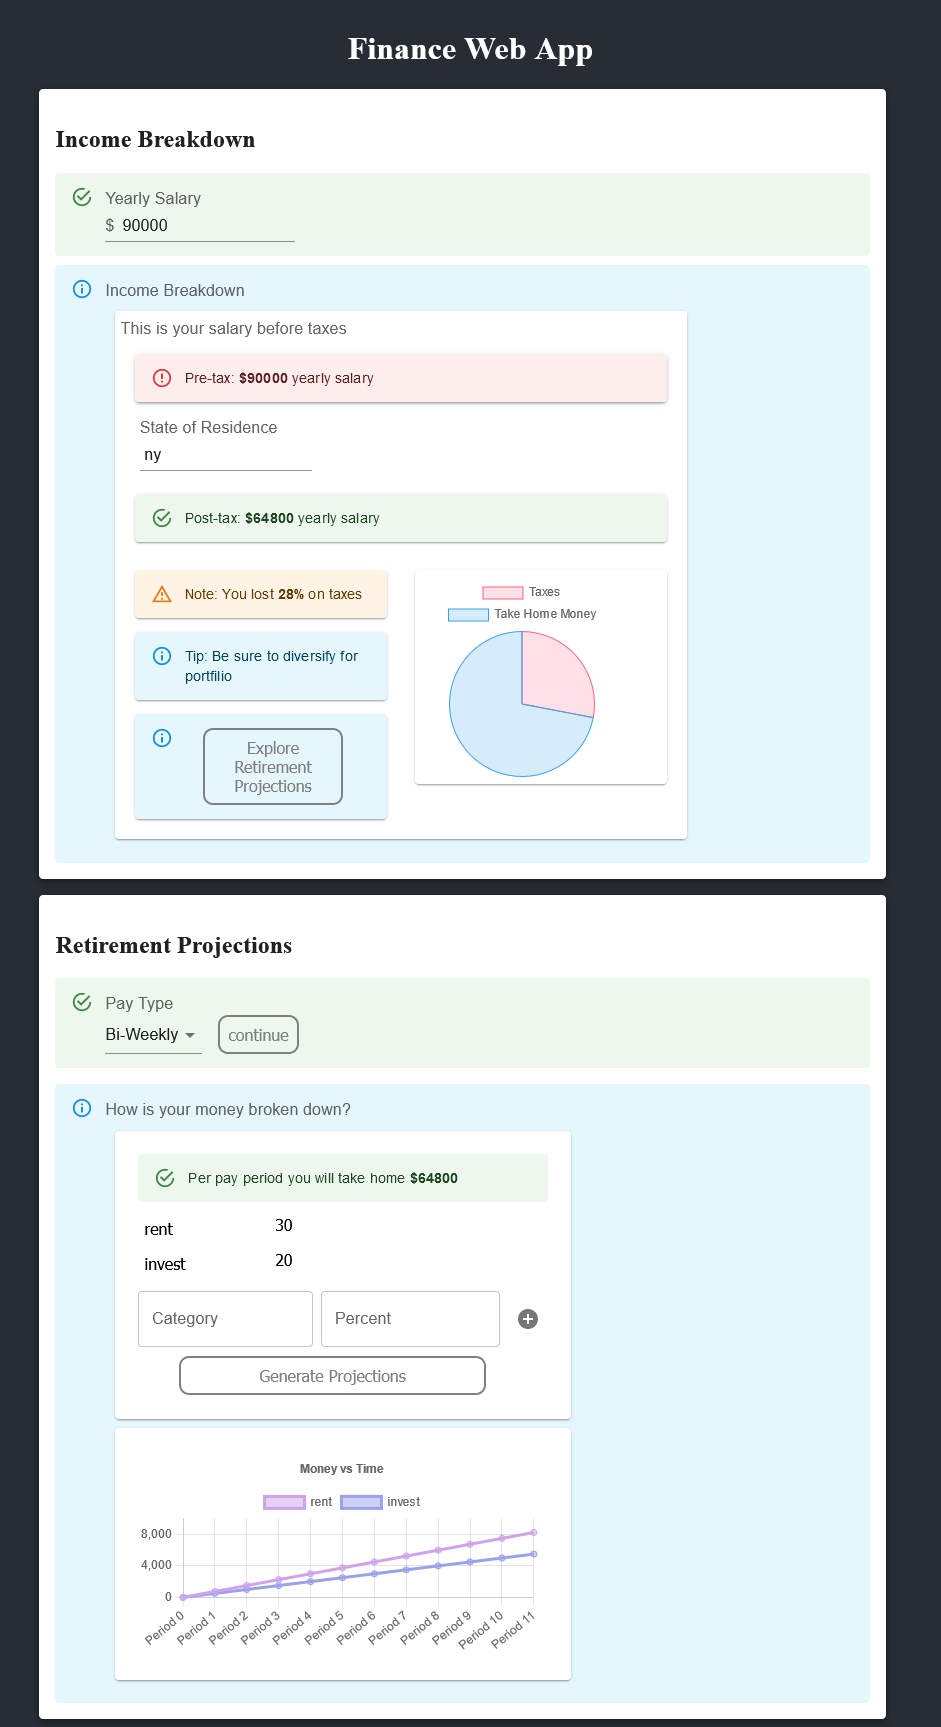 Finance Web App
Income Breakdown
Yearly Salary
$ 90000
Income Breakdown
This is your salary before taxes
Pre-tax: $90000 yearly salary
State of Residence
ny
Post-tax: $64800 yearly salary
Note: You lost 28% on taxes
Tip: Be sure to diversify for
portfilio
Explore
Retirement
Projections
Taxes
Take Home Money
Retirement Projections
Pay Type
Bi-Weekly
continue
How is your money broken down?
Per pay period you will take home $64800
rent 30
invest 20
Category Percent
Generate Projections
Money vs Time
rent invest
8,000
4,000
0
Period 0 Period 1 Period 2 Period 3 Period 4 Period 5 Period 6 Period 7 Period 8 Period 9 Period 10 Period 11